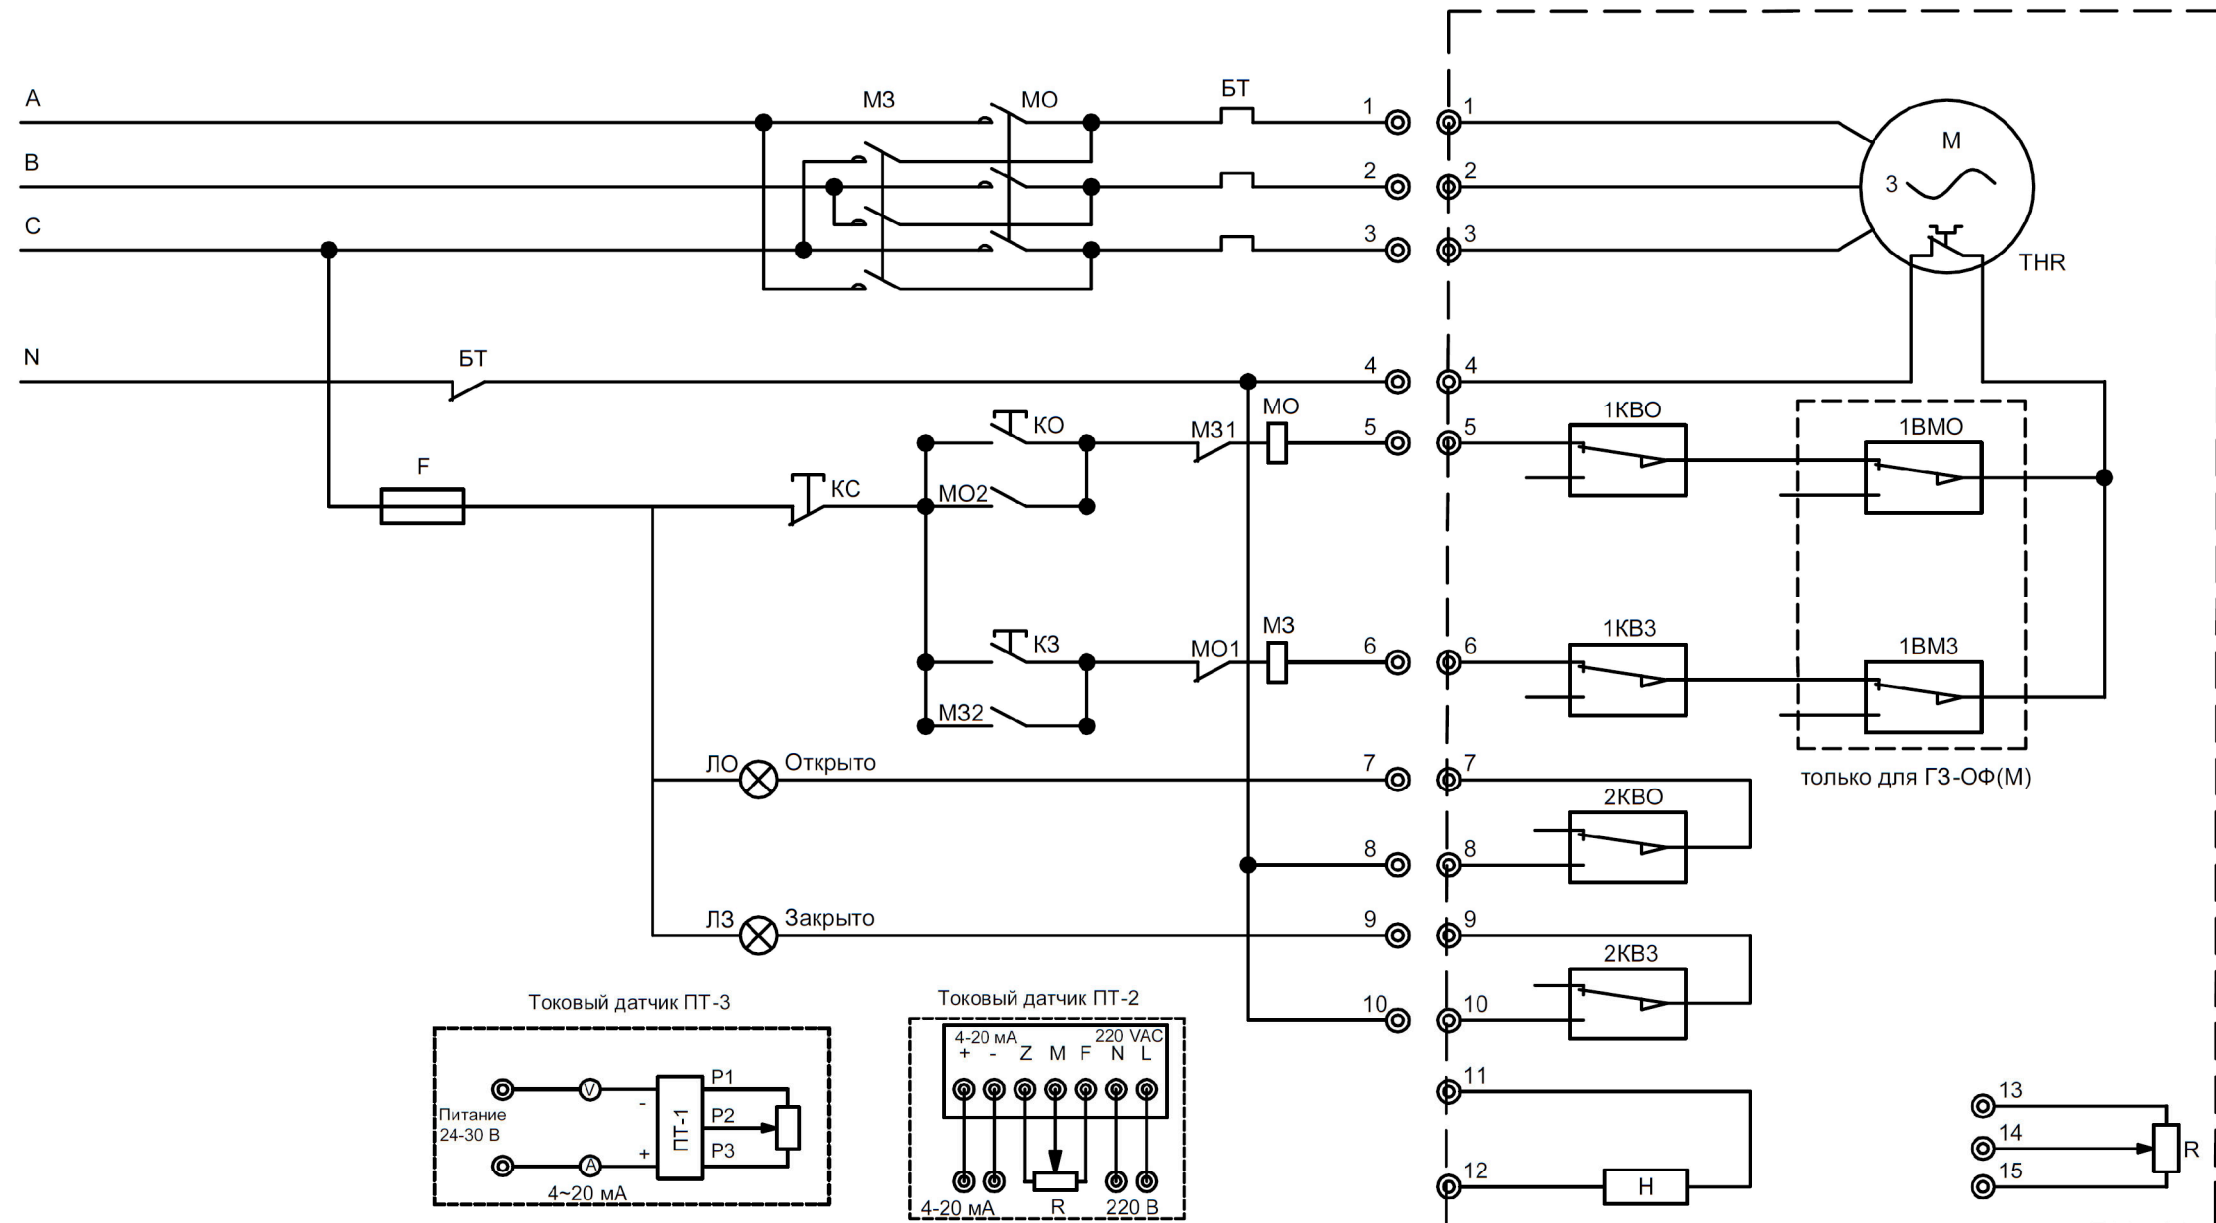 A
МЗ
МО
БТ
1
1
B
2
2
М
3
C
3
3
THR
N
БТ
4
4
F
КС
КО
МО2
МЗ1
МО
5
5
1КВО
1ВМО
КЗ
МЗ2
МО1
МЗ
6
6
1КВЗ
1ВМЗ
только для ГЗ-ОФ(М)
ЛО
Открыто
7
7
2КВО
8
8
ЛЗ
Закрыто
9
9
2КВЗ
10
10
Токовый датчик ПТ-3
Питание
24-30 В
V
A
-
+
ПТ-1
P1
P2
P3
4~20 мА
Токовый датчик ПТ-2
4-20 мА
220 VAC
+ - Z M F N L
4-20 мА
R
220 В
11
12
Н
13
14
15
R